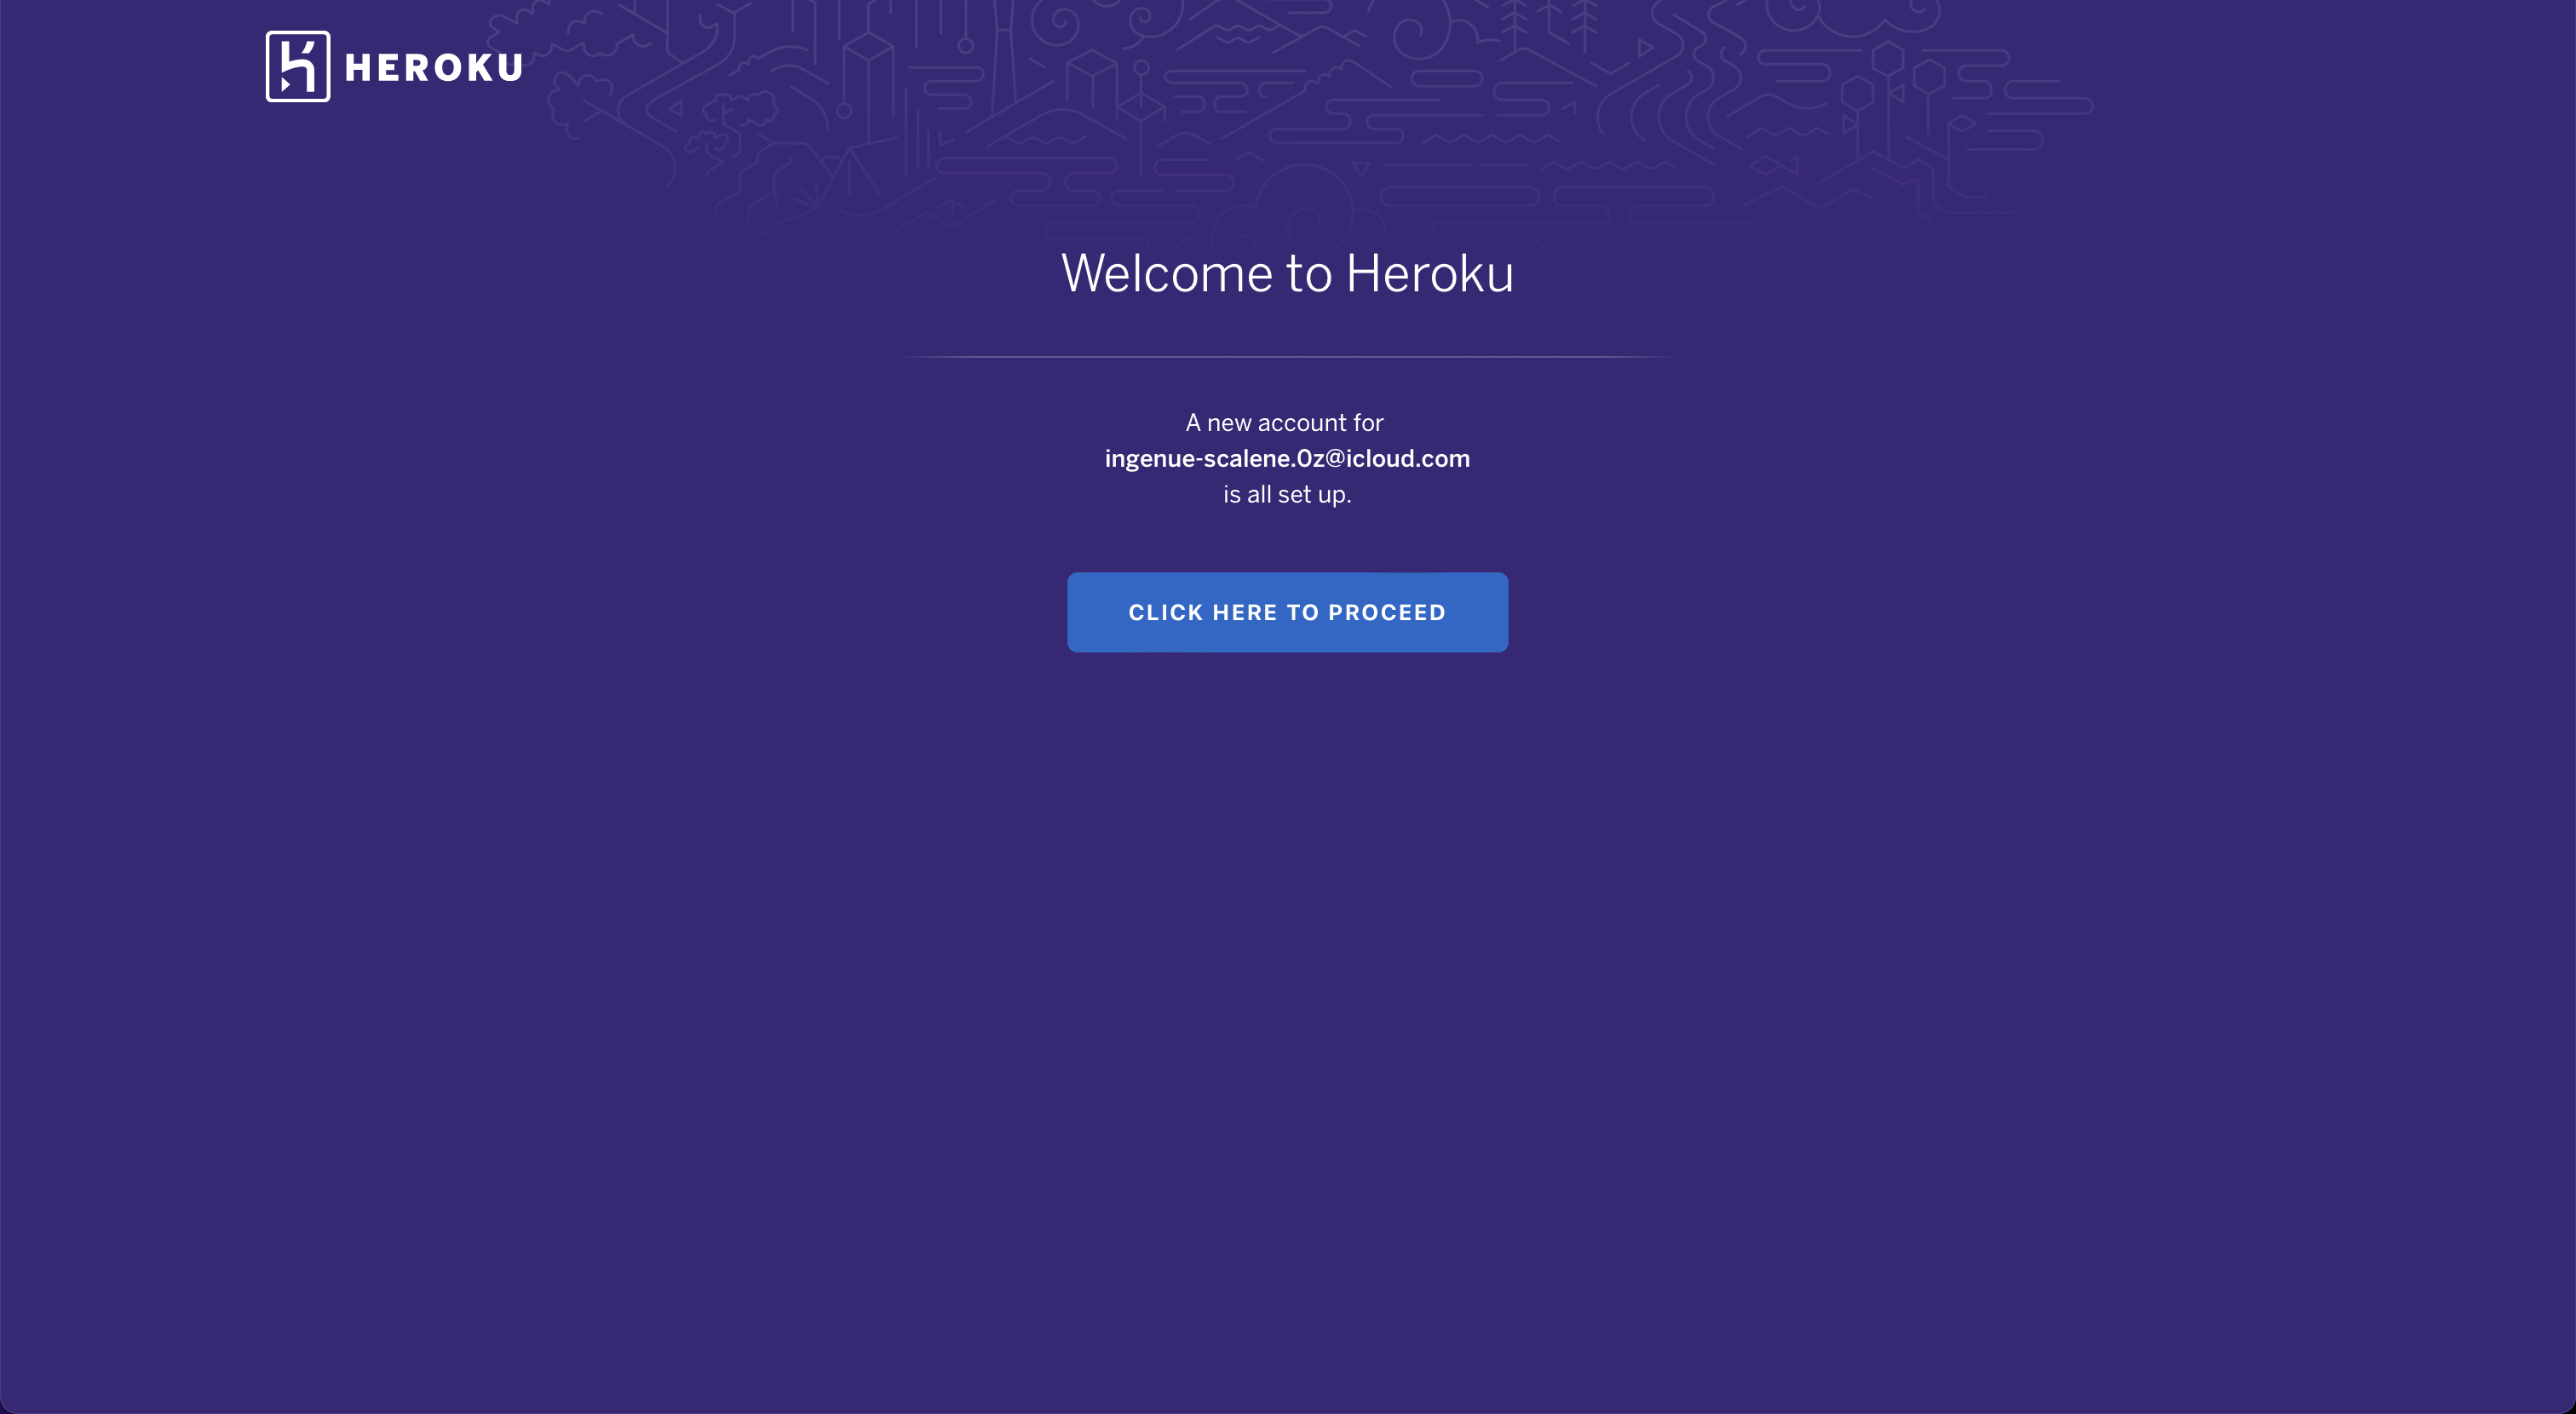 HEROKU
Welcome to Heroku
A new account for
ingenue-scalene.0z@icloud.com
is all set up.
CLICK HERE TO PROCEED